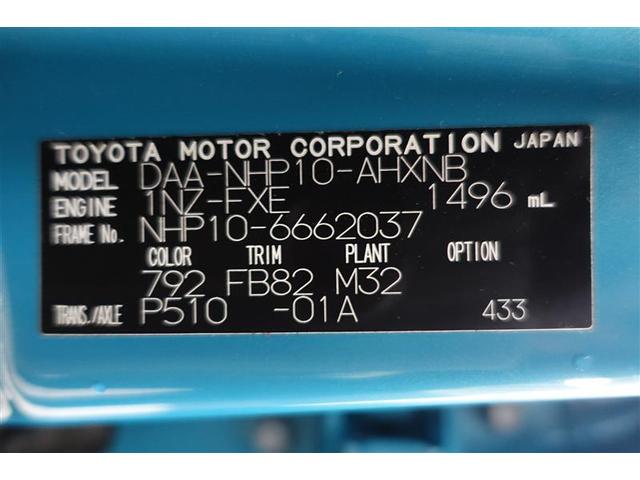 TOYOTA MOTOR CORPORATION JAPAN
MODEL DAA-NHP10-AHXNB
ENGINE 1NZ-FXE 1496 mL
FRAME No. NHP10-6662037
COLOR TRIM PLANT OPTION
792 FB82 M32
TRANS./AXLE P510 -01A 433